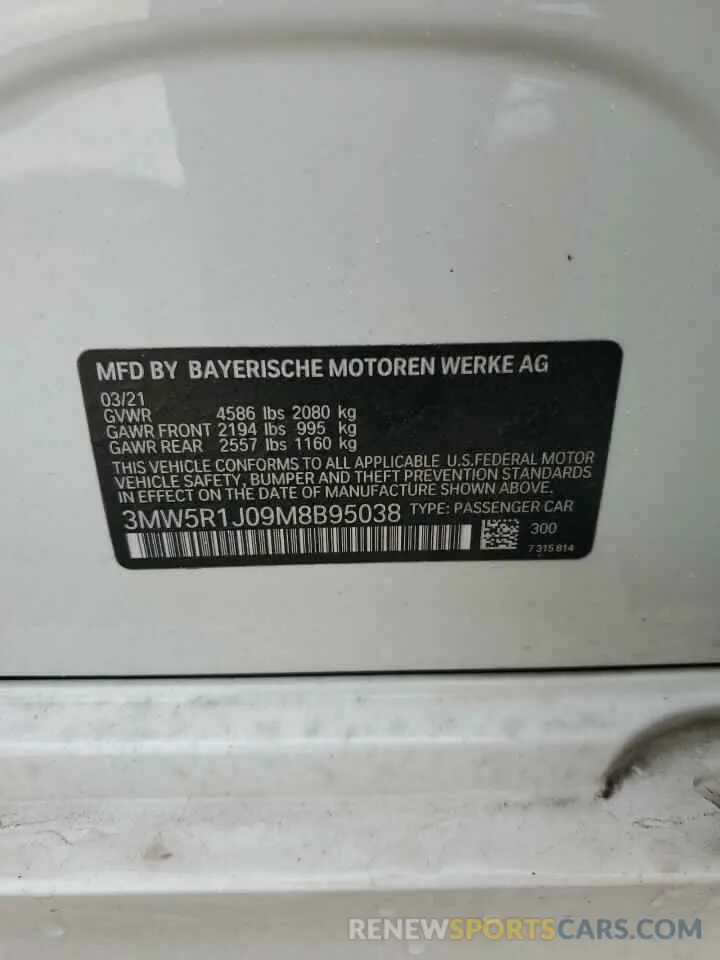 MFD BY BAYERISCHE MOTOREN WERKE AG
03/21
GVWR 4586 lbs 2080 kg
GAWR FRONT 2194 lbs 995 kg
GAWR REAR 2557 lbs 1160 kg
THIS VEHICLE CONFORMS TO ALL APPLICABLE U.S.FEDERAL MOTOR
VEHICLE SAFETY, BUMPER AND THEFT PREVENTION STANDARDS
IN EFFECT ON THE DATE OF MANUFACTURE SHOWN ABOVE.
3MW5R1J09M8B95038 TYPE: PASSENGER CAR
300
7315814
RENEWSPORTSCARS.COM